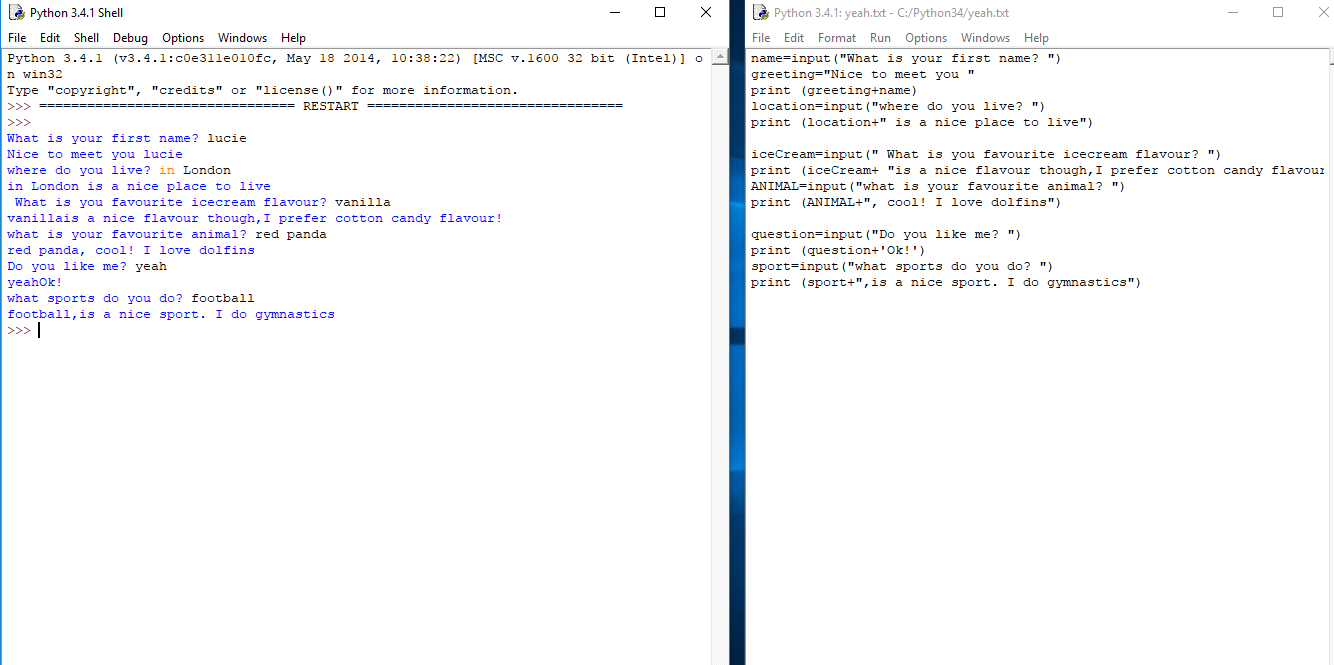 Python 3.4.1 Shell
File Edit Shell Debug Options Windows Help
Python 3.4.1 (v3.4.1:c0e311e010fc, May 18 2014, 10:38:22) [MSC v.1600 32 bit (Intel)] o
n win32
Type "copyright", "credits" or "license()" for more information.
>>> ================================ RESTART ================================
>>>
What is your first name? lucie
Nice to meet you lucie
where do you live? in London
in London is a nice place to live
 What is you favourite icecream flavour? vanilla
vanillais a nice flavour though,I prefer cotton candy flavour!
what is your favourite animal? red panda
red panda, cool! I love dolfins
Do you like me? yeah
yeahOk!
what sports do you do? football
football,is a nice sport. I do gymnastics
>>>
Python 3.4.1: yeah.txt - C:/Python34/yeah.txt
File Edit Format Run Options Windows Help
name=input("What is your first name? ")
greeting="Nice to meet you "
print (greeting+name)
location=input("where do you live? ")
print (location+" is a nice place to live")
iceCream=input(" What is you favourite icecream flavour? ")
print (iceCream+ "is a nice flavour though,I prefer cotton candy flavour
ANIMAL=input("what is your favourite animal? ")
print (ANIMAL+", cool! I love dolfins")
question=input("Do you like me? ")
print (question+'Ok!')
sport=input("what sports do you do? ")
print (sport+",is a nice sport. I do gymnastics")